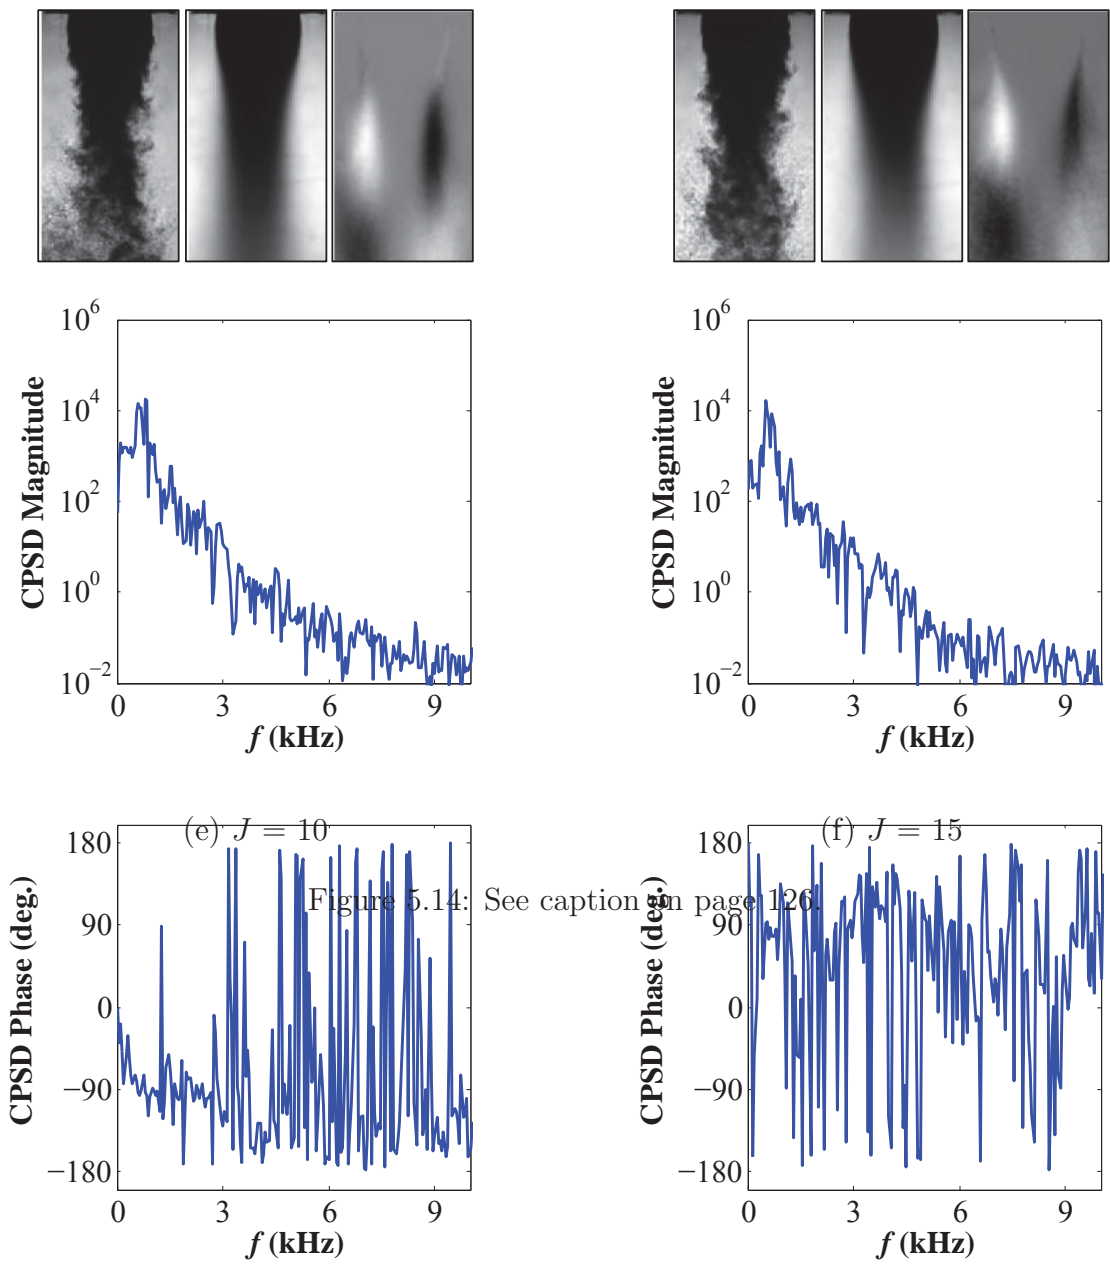 10^6
10^4
10^2
10^0
10^−2
CPSD Magnitude
0 3 6 9
f (kHz)
10^6
10^4
10^2
10^0
10^−2
CPSD Magnitude
0 3 6 9
f (kHz)
180
90
0
−90
−180
CPSD Phase (deg.)
0 3 6 9
f (kHz)
180
90
0
−90
−180
CPSD Phase (deg.)
0 3 6 9
f (kHz)
(e) J = 10
(f) J = 15
Figure 5.14: See caption on page 126.